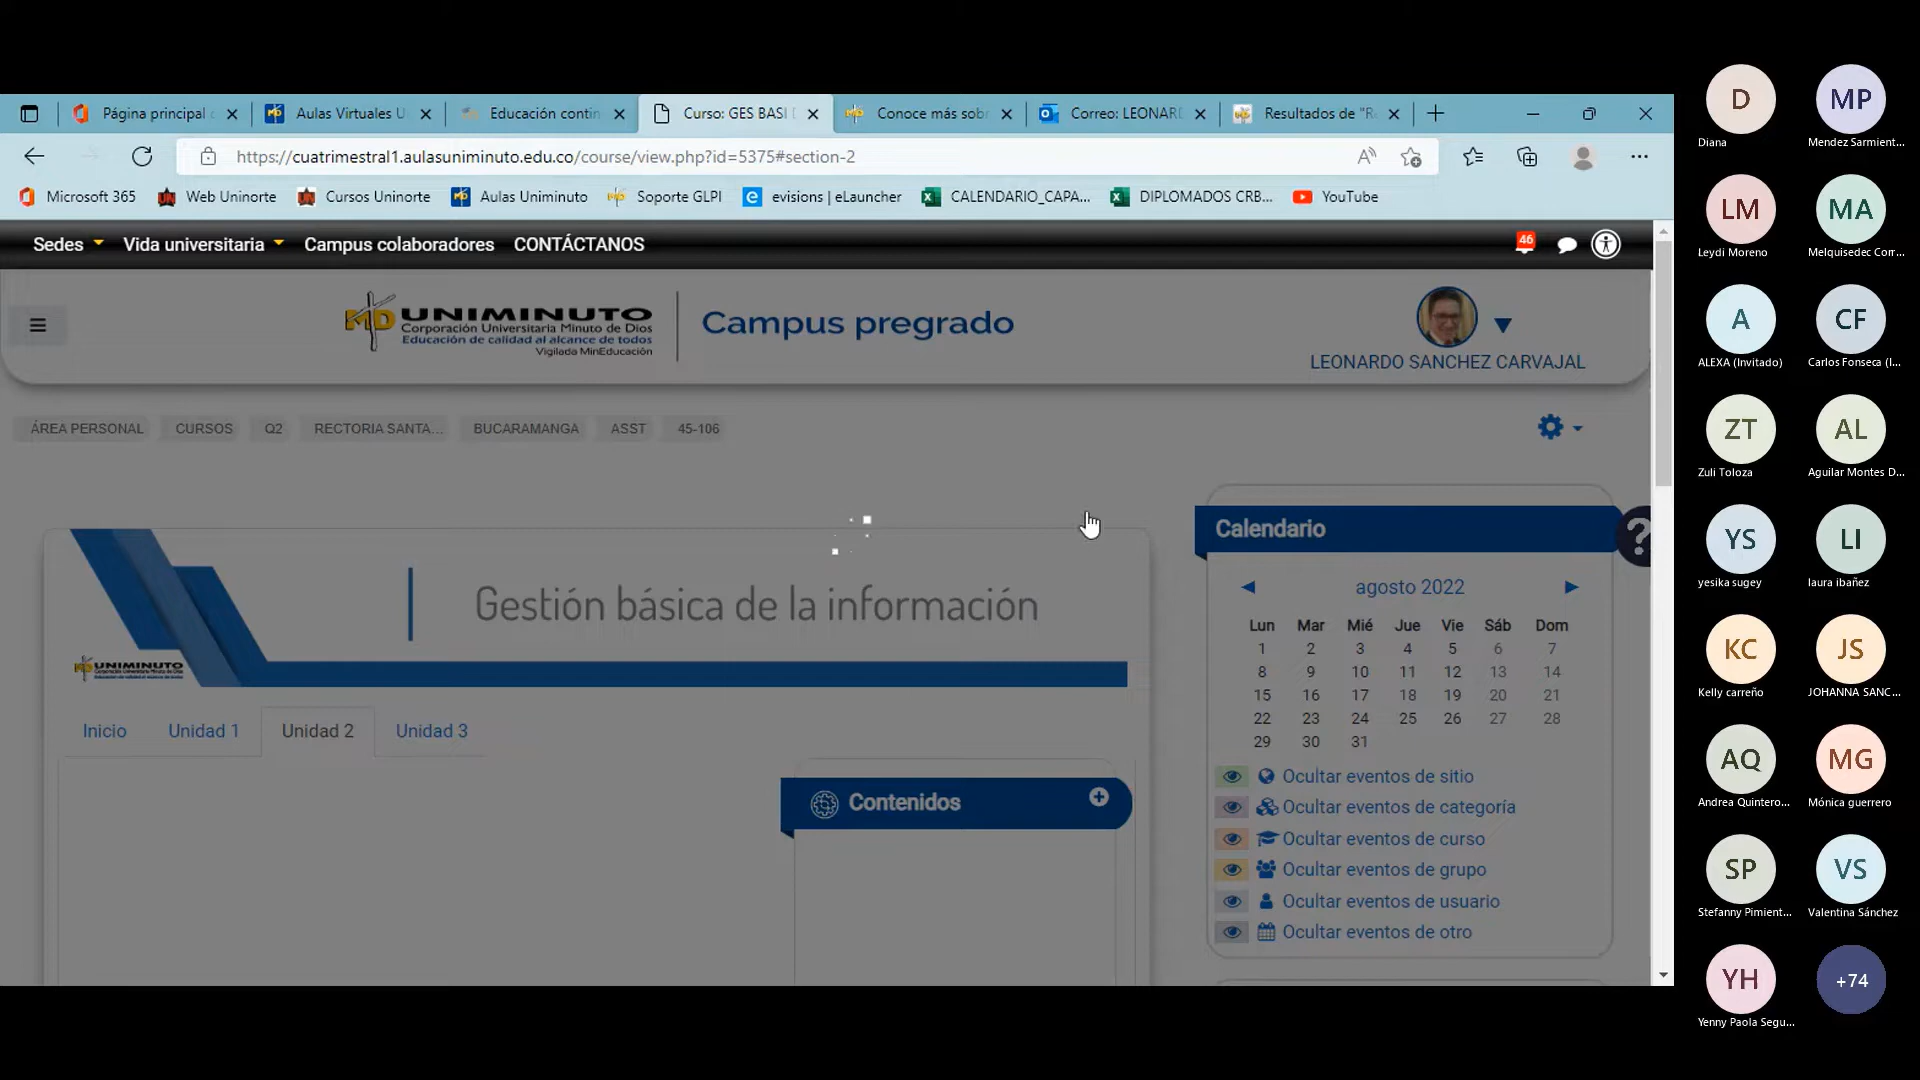 Página principal
Aulas Virtuales U
Educación contin
Curso: GES BASI
Conoce más sobr
Correo: LEONAR
Resultados de "R
https://cuatrimestral1.aulasuniminuto.edu.co/course/view.php?id=5375#section-2
Microsoft 365
Web Uninorte
Cursos Uninorte
Aulas Uniminuto
Soporte GLPI
evisions | eLauncher
CALENDARIO_CAPA...
DIPLOMADOS CRB...
YouTube
Sedes
Vida universitaria
Campus colaboradores
CONTÁCTANOS
46
UNIMINUTO
Corporación Universitaria Minuto de Dios
Educación de calidad al alcance de todos
Vigilada MinEducación
Campus pregrado
LEONARDO SANCHEZ CARVAJAL
ÁREA PERSONAL
CURSOS
Q2
RECTORIA SANTA...
BUCARAMANGA
ASST
45-106
Gestión básica de la información
UNIMINUTO
Corporación Universitaria Minuto de Dios
Inicio
Unidad 1
Unidad 2
Unidad 3
Contenidos
Calendario
?
agosto 2022
Lun Mar Mié Jue Vie Sáb Dom
1 2 3 4 5 6 7
8 9 10 11 12 13 14
15 16 17 18 19 20 21
22 23 24 25 26 27 28
29 30 31
Ocultar eventos de sitio
Ocultar eventos de categoría
Ocultar eventos de curso
Ocultar eventos de grupo
Ocultar eventos de usuario
Ocultar eventos de otro
D
Diana
MP
Mendez Sarmient...
LM
Leydi Moreno
MA
Melquisedec Corr...
A
ALEXA (Invitado)
CF
Carlos Fonseca (I...
ZT
Zuli Toloza
AL
Aguilar Montes D...
YS
yesika sugey
LI
laura ibañez
KC
Kelly carreño
JS
JOHANNA SANC...
AQ
Andrea Quintero...
MG
Mónica guerrero
SP
Stefanny Pimient...
VS
Valentina Sánchez
YH
Yenny Paola Segu...
+74